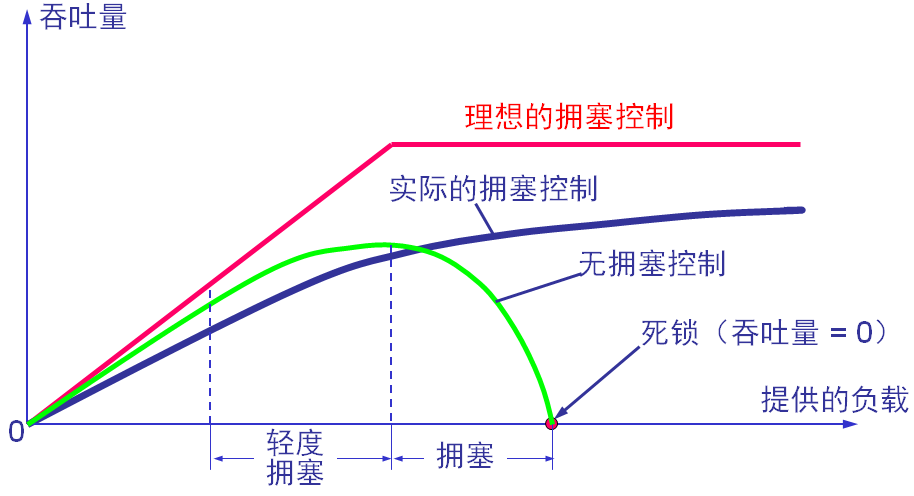 吞吐量
理想的拥塞控制
实际的拥塞控制
无拥塞控制
死锁（吞吐量 = 0）
提供的负载
0
轻度
拥塞
拥塞